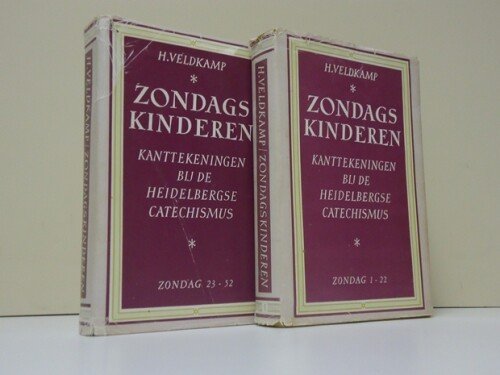 H. VELDKAMP
*
ZONDAGS
KINDEREN
KANTTEKENINGEN
BIJ DE
HEIDELBERGSE
CATECHISMUS
*
ZONDAG 23 - 52
H. VELDKAMP / ZONDAGSKINDEREN
H. VELDKAMP
*
ZONDAGS
KINDEREN
KANTTEKENINGEN
BIJ DE
HEIDELBERGSE
CATECHISMUS
*
ZONDAG 1 - 22
H. VELDKAMP / ZONDAGSKINDEREN